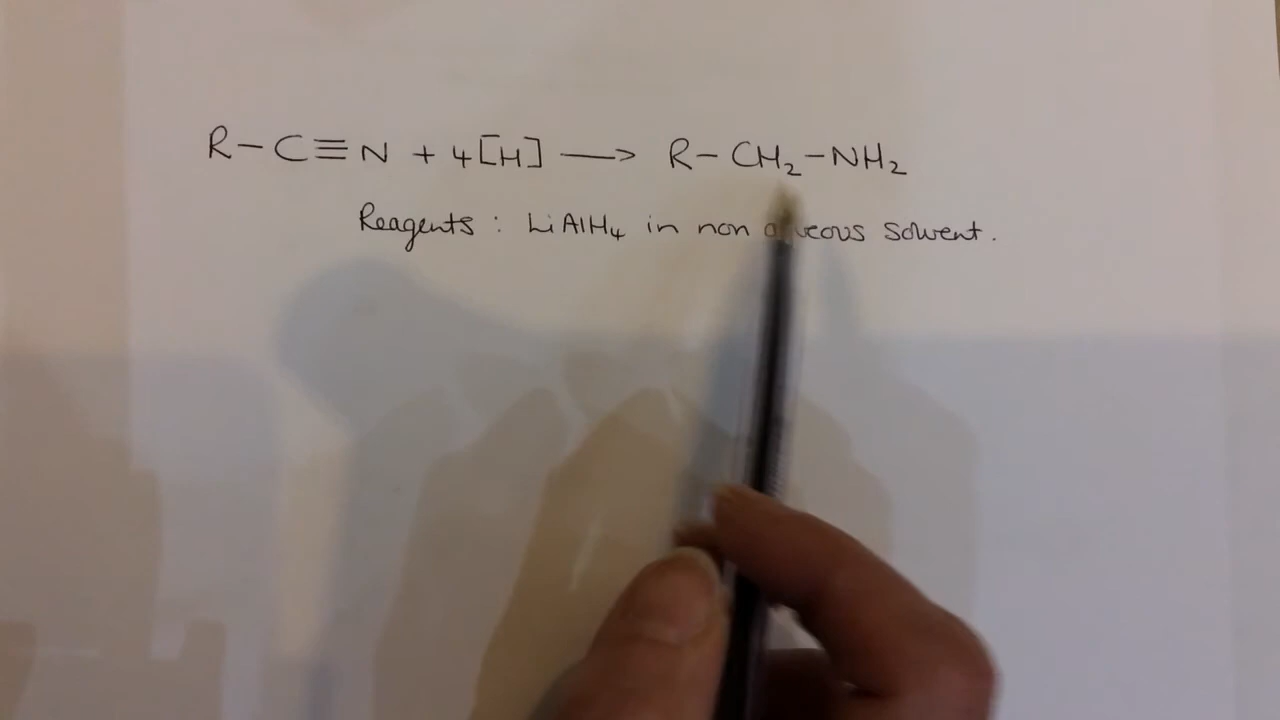 R-C≡N + 4[H] ⟶ R-CH₂-NH₂
Reagents : LiAlH₄ in non solvent.